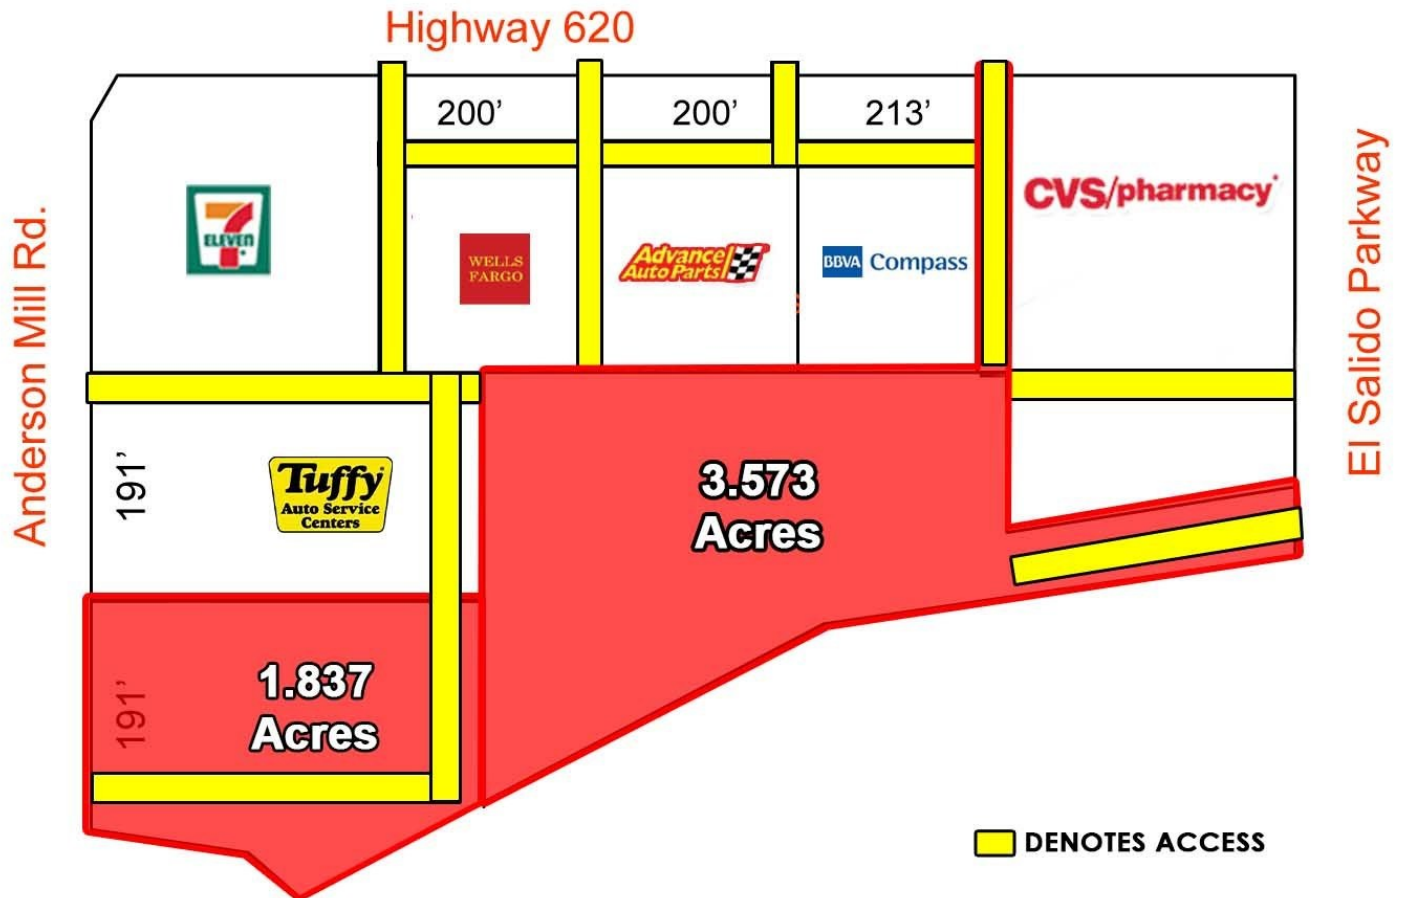 Highway 620
200’
200’
213’
Anderson Mill Rd.
El Salido Parkway
7
ELEVEN
WELLS
FARGO
Advance
Auto Parts
BBVA Compass
CVS/pharmacy
191’
Tuffy
Auto Service
Centers
3.573
Acres
191’
1.837
Acres
DENOTES ACCESS